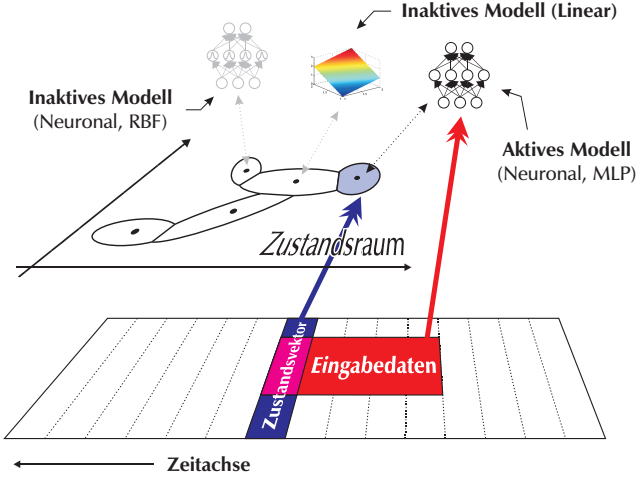 Inaktives Modell (Linear)
Inaktives Modell
(Neuronal, RBF)
Aktives Modell
(Neuronal, MLP)
Zustandsraum
Zustandsvektor
Eingabedaten
Zeitachse